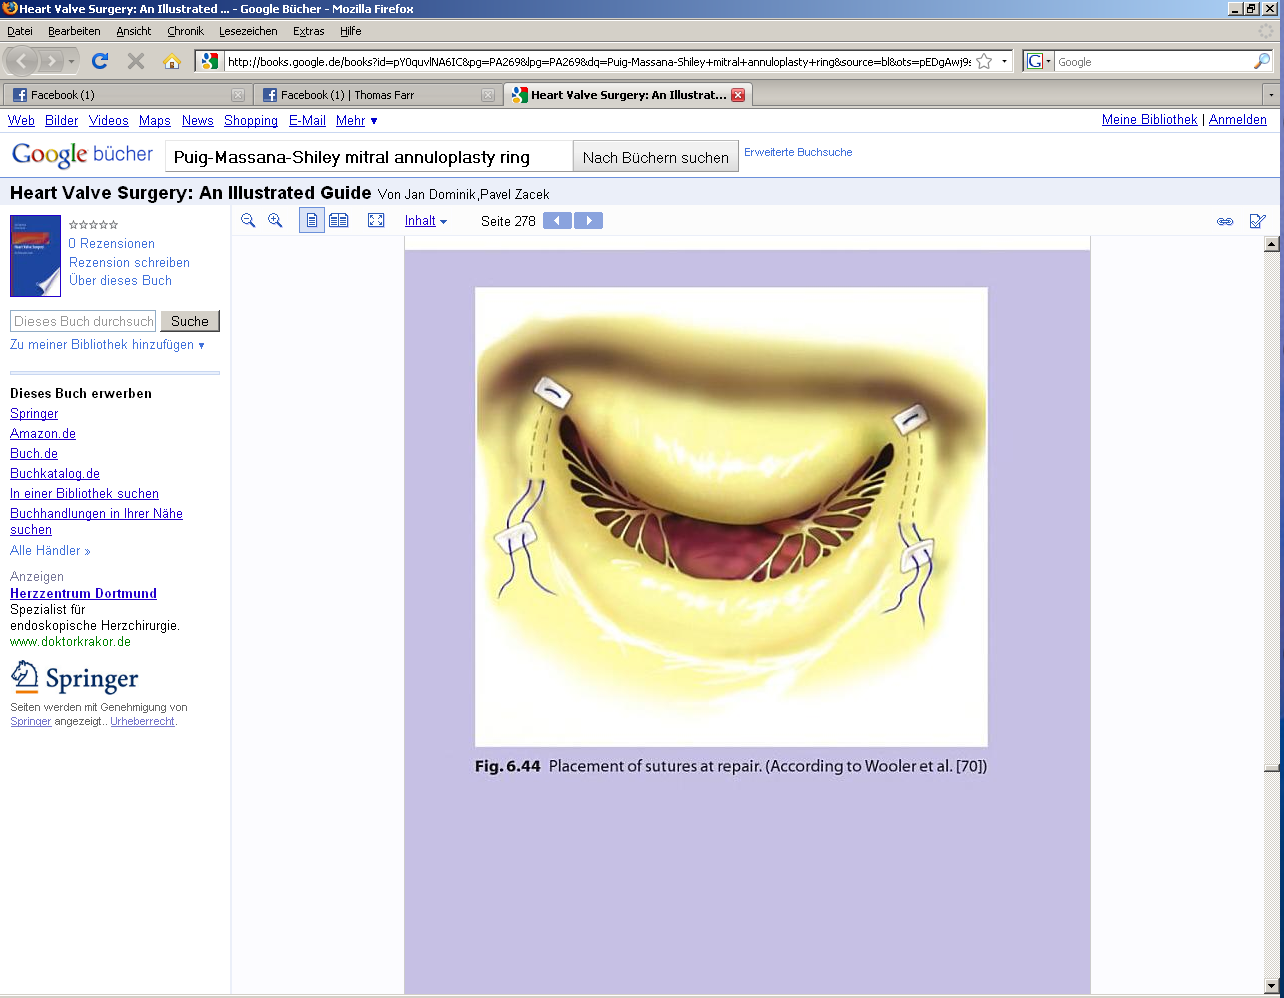 Heart Valve Surgery: An Illustrated ... - Google Bücher - Mozilla Firefox
Datei Bearbeiten Ansicht Chronik Lesezeichen Extras Hilfe
http://books.google.de/books?id=pY0quvlNA6IC&pg=PA269&lpg=PA269&dq=Puig-Massana-Shiley+mitral+annuloplasty+ring&source=bl&ots=pEDgAwj9 Google
Facebook (1) Facebook (1) | Thomas Farr Heart Valve Surgery: An Illustrat...
Web Bilder Videos Maps News Shopping E-Mail Mehr ▼ Meine Bibliothek | Anmelden
Google bücher Puig-Massana-Shiley mitral annuloplasty ring Nach Büchern suchen Erweiterte Buchsuche
Heart Valve Surgery: An Illustrated Guide Von Jan Dominik,Pavel Zacek
Inhalt Seite 278
0 Rezensionen
Rezension schreiben
Über dieses Buch
Dieses Buch durchsuch Suche
Zu meiner Bibliothek hinzufügen ▼
Dieses Buch erwerben
Springer
Amazon.de
Buch.de
Buchkatalog.de
In einer Bibliothek suchen
Buchhandlungen in Ihrer Nähe
suchen
Alle Händler »
Anzeigen
Herzzentrum Dortmund
Spezialist für
endoskopische Herzchirurgie.
www.doktorkrakor.de
Springer
Seiten werden mit Genehmigung von
Springer angezeigt.. Urheberrecht.
Fig. 6.44 Placement of sutures at repair. (According to Wooler et al. [70])